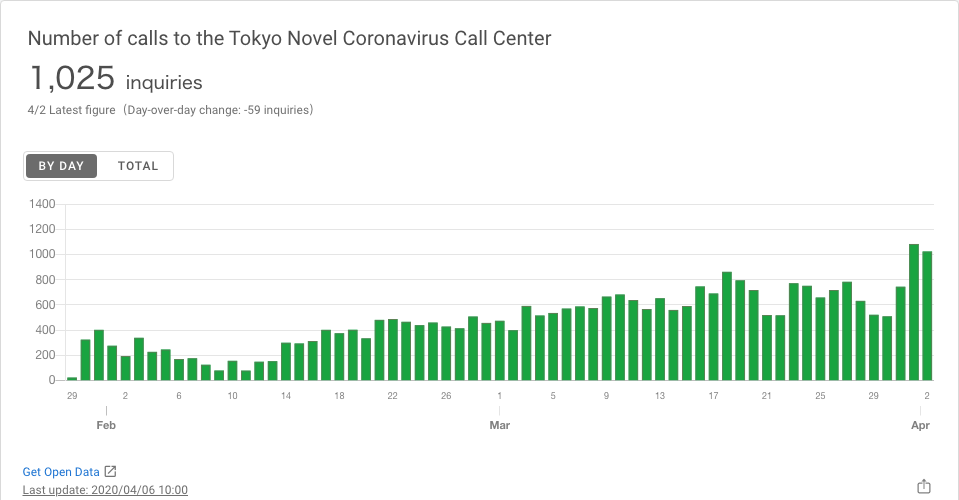 Number of calls to the Tokyo Novel Coronavirus Call Center
1,025 inquiries
4/2 Latest figure（Day-over-day change: -59 inquiries）
BY DAY TOTAL
1400
1200
1000
800
600
400
200
0
29 2 6 10 14 18 22 26 1 5 9 13 17 21 25 29 2
Feb Mar Apr
Get Open Data
Last update: 2020/04/06 10:00